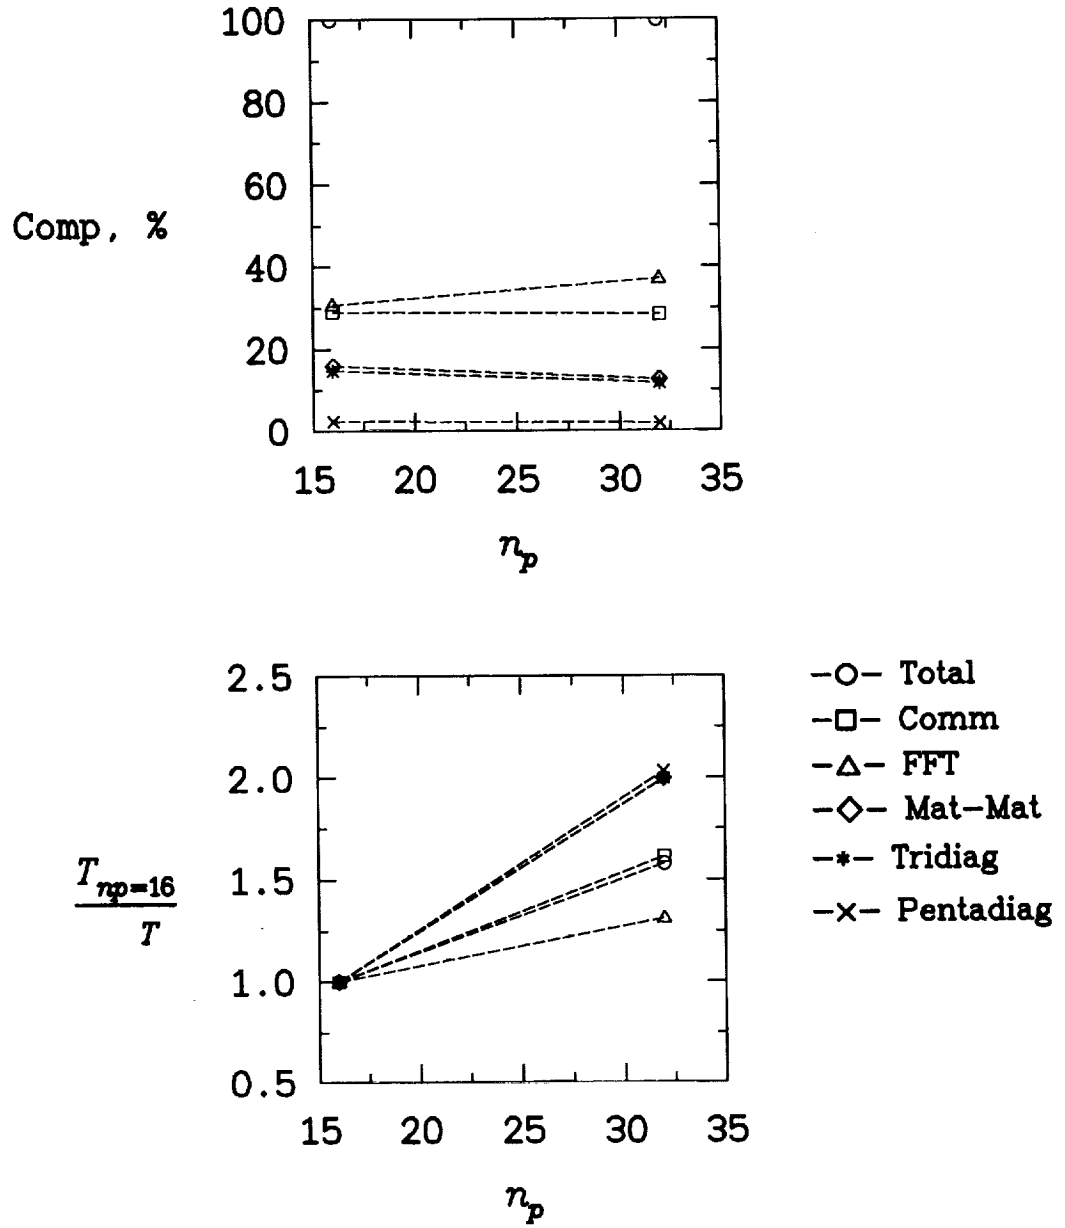 100
80
60
Comp, %
40
20
0
15 20 25 30 35
n_p
2.5
2.0
1.5
1.0
0.5
T_np=16
T
15 20 25 30 35
n_p
–○– Total
–□– Comm
–△– FFT
–◇– Mat–Mat
–*– Tridiag
–×– Pentadiag